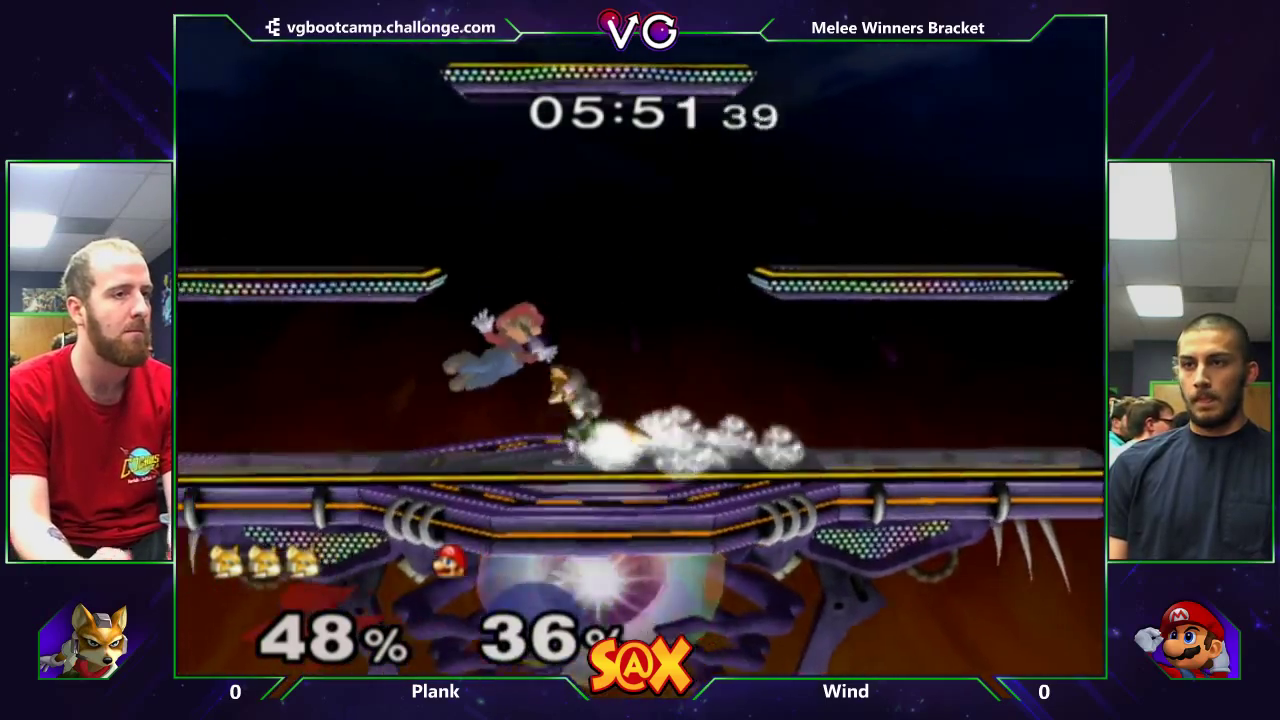 vgbootcamp.challonge.com
VG
Melee Winners Bracket
05:51 39
48%
36%
S@X
0
Plank
Wind
0